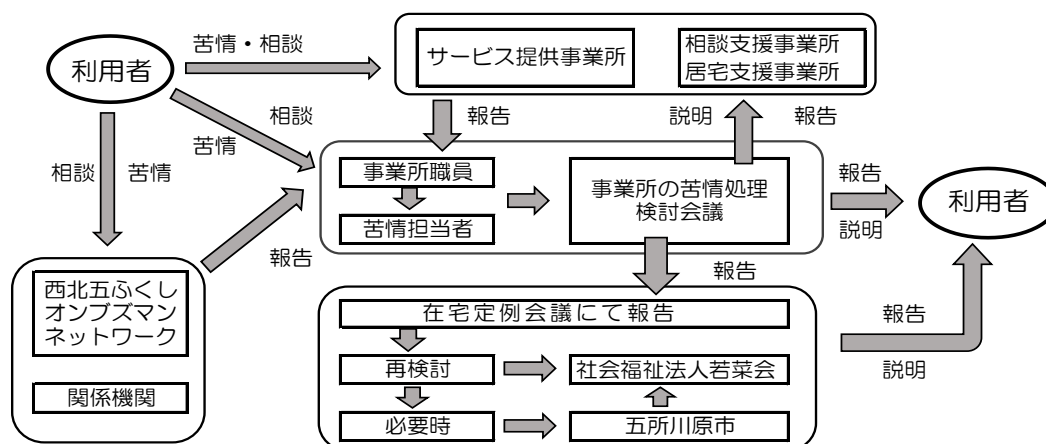 利用者
苦情・相談
サービス提供事業所
相談支援事業所
居宅支援事業所
相談
苦情
相談
苦情
報告
説明
報告
事業所職員
苦情担当者
事業所の苦情処理
検討会議
報告
説明
利用者
報告
西北五ふくし
オンブズマン
ネットワーク
関係機関
報告
在宅定例会議にて報告
再検討
社会福祉法人若菜会
必要時
五所川原市
報告
説明